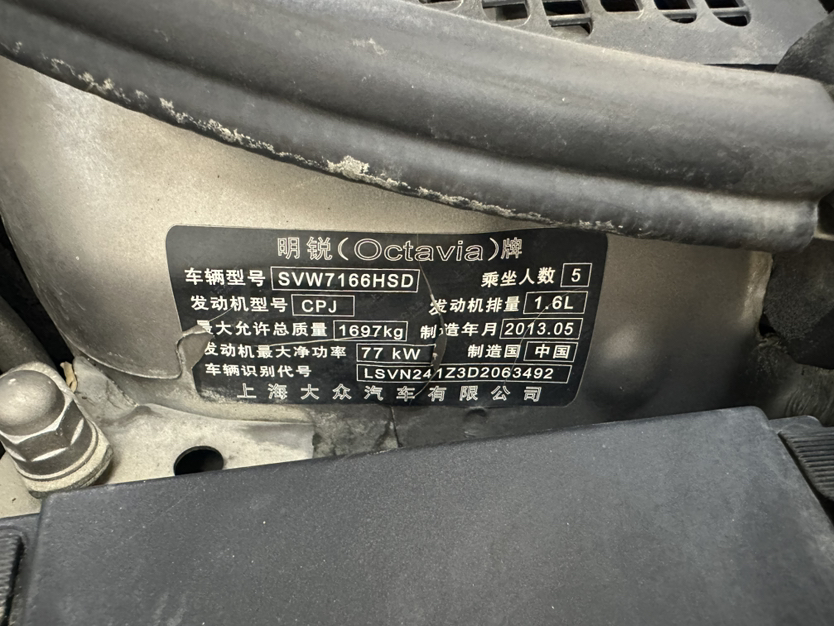 明锐(Octavia)牌
车辆型号 SVW7166HSD 乘坐人数 5
发动机型号 CPJ 发动机排量 1.6L
最大允许总质量 1697kg 制造年月 2013.05
发动机最大净功率 77 kW 制造国 中国
车辆识别代号 LSVN241Z3D2063492
上海大众汽车有限公司